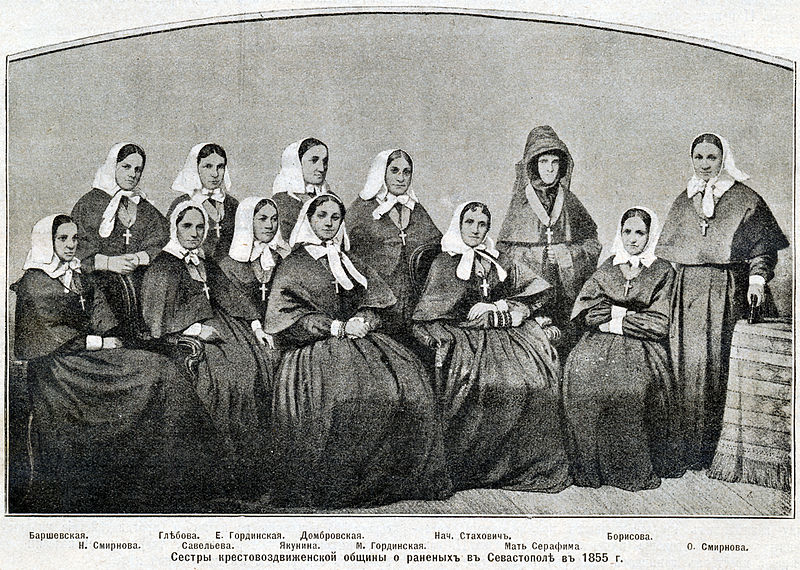 Баршевская. Глѣбова. Е. Гординская. Домбровская. Нач. Стаховичъ. Борисова.
Н. Смирнова. Савельева. Якунина. М. Гординская. Мать Серафима О. Смирнова.
Сестры крестовоздвиженской общины о раненыхъ въ Севастополѣ въ 1855 г.